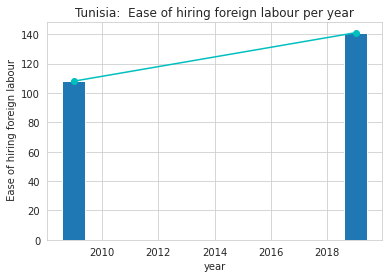 Tunisia:  Ease of hiring foreign labour per year
Ease of hiring foreign labour
140
120
100
80
60
40
20
0
2010 2012 2014 2016 2018
year